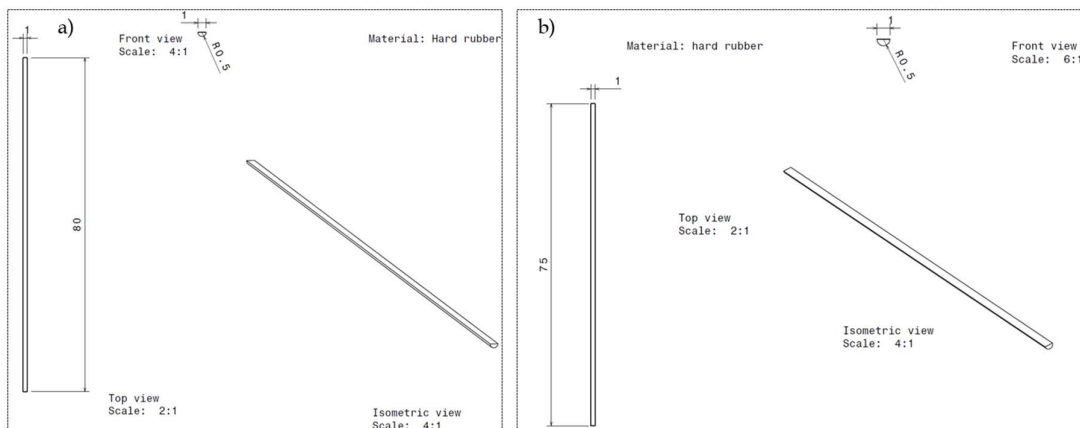 a)
1
1
Front view
Scale: 4:1
R0.5
Material: Hard rubber
80
Top view
Scale: 2:1
Isometric view
Scale: 4:1
b)
Material: hard rubber
1
R0.5
Front view
Scale: 6:1
1
75
Top view
Scale: 2:1
Isometric view
Scale: 4:1